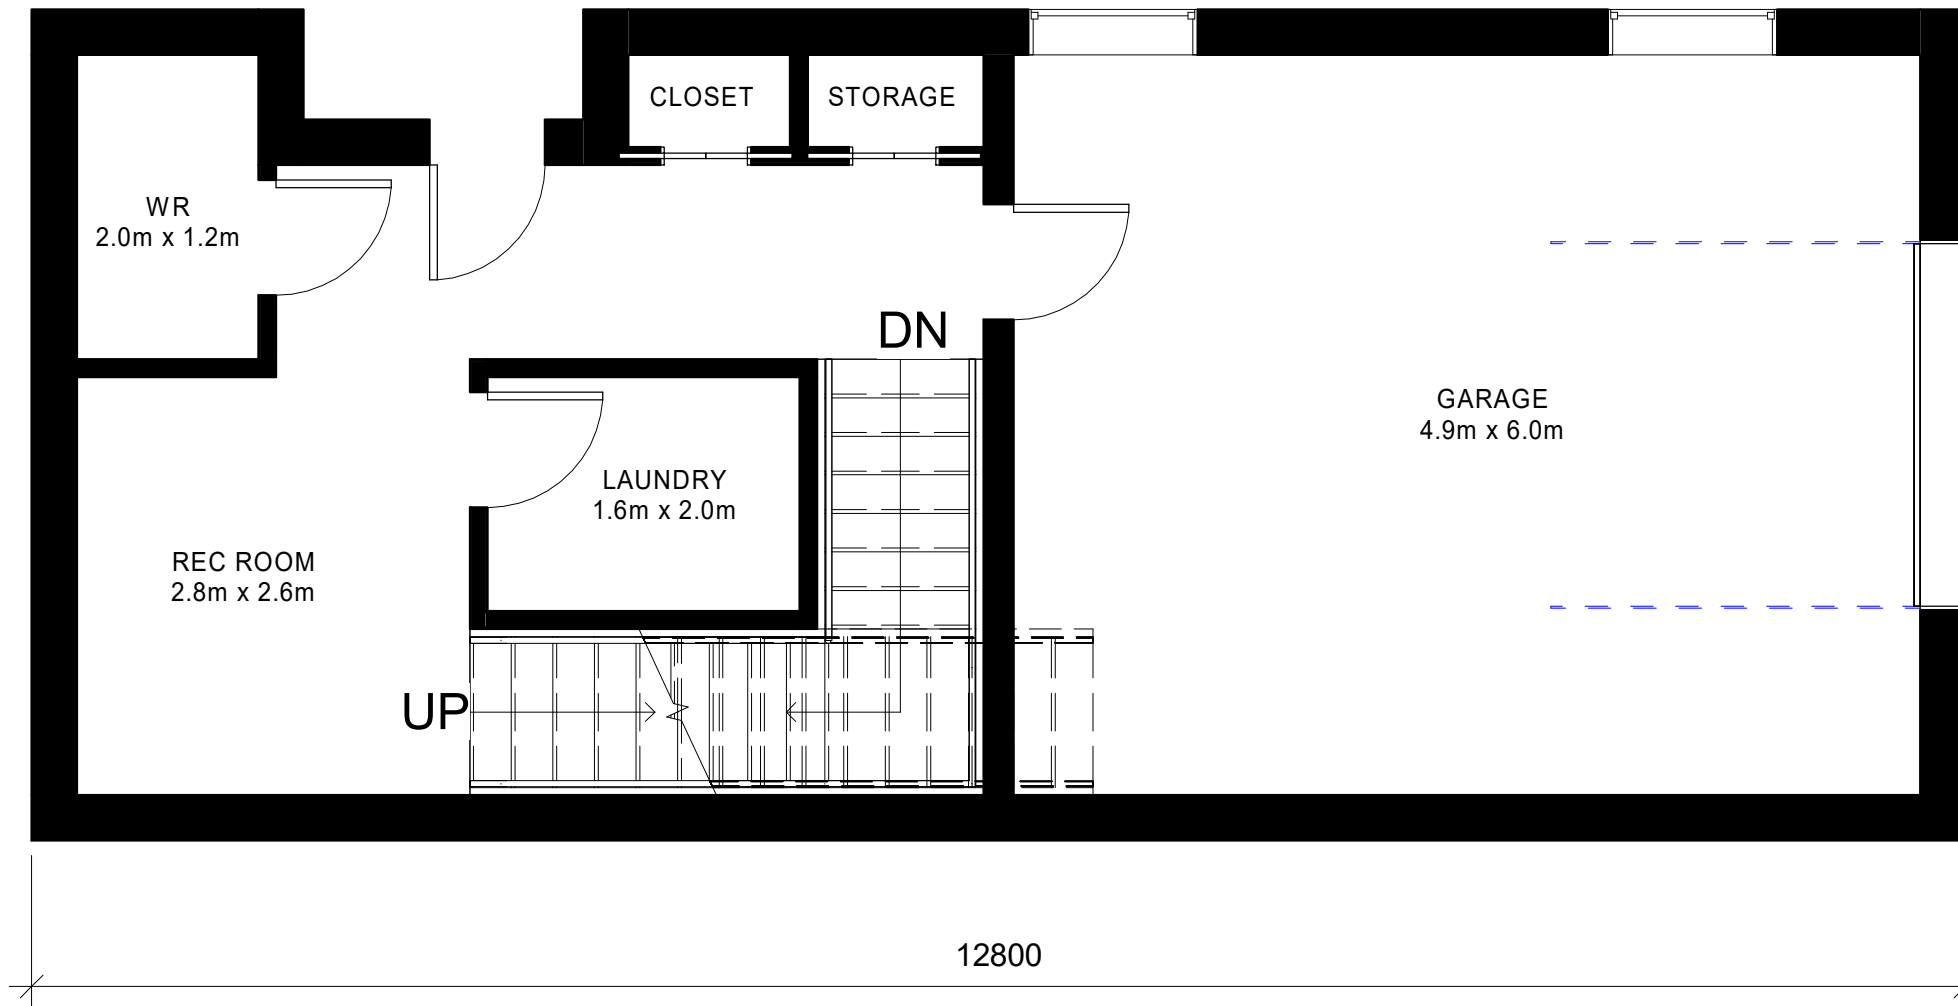 CLOSET
STORAGE
WR
2.0m x 1.2m
DN
GARAGE
4.9m x 6.0m
LAUNDRY
1.6m x 2.0m
REC ROOM
2.8m x 2.6m
UP
12800